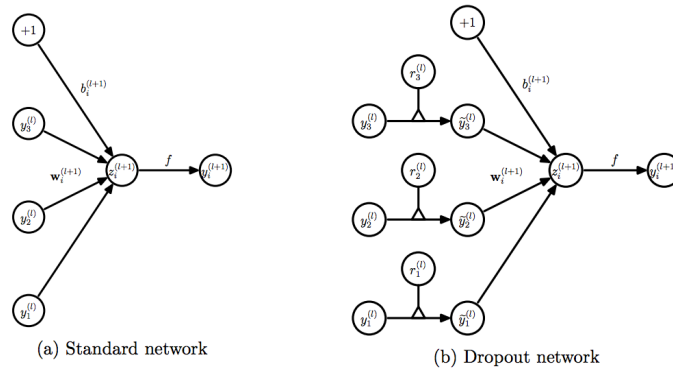 +1
b_i^{(l+1)}
y_3^{(l)}
w_i^{(l+1)}
z_i^{(l+1)}
f
y_i^{(l+1)}
y_2^{(l)}
y_1^{(l)}
(a) Standard network
+1
b_i^{(l+1)}
r_3^{(l)}
y_3^{(l)}
ỹ_3^{(l)}
r_2^{(l)}
w_i^{(l+1)}
z_i^{(l+1)}
f
y_i^{(l+1)}
y_2^{(l)}
ỹ_2^{(l)}
r_1^{(l)}
y_1^{(l)}
ỹ_1^{(l)}
(b) Dropout network